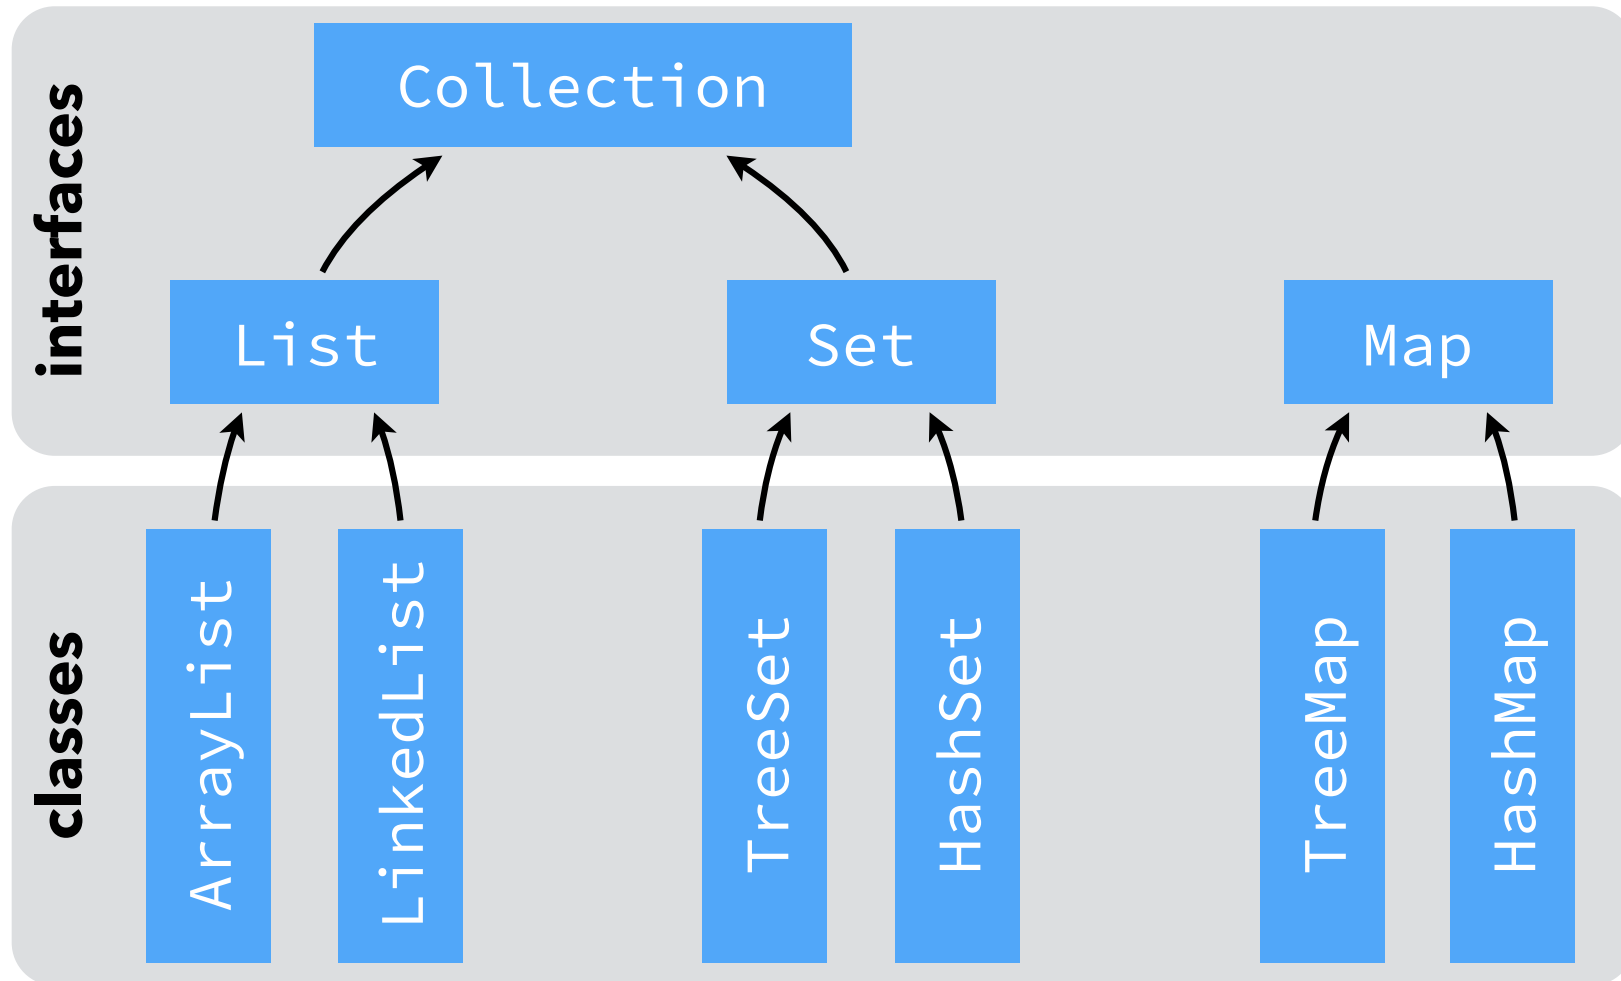 interfaces
Collection
List
Set
Map
classes
ArrayList
LinkedList
TreeSet
HashSet
TreeMap
HashMap